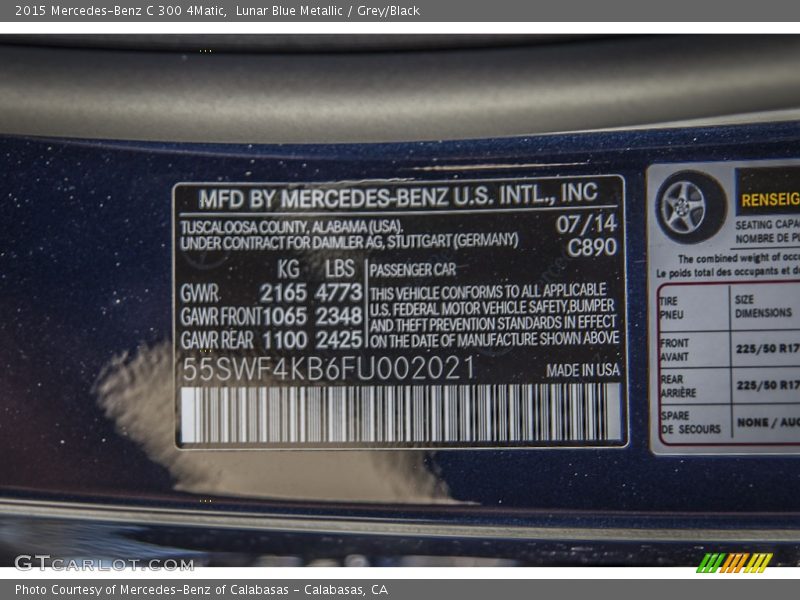 2015 Mercedes-Benz C 300 4Matic, Lunar Blue Metallic / Grey/Black
MFD BY MERCEDES-BENZ U.S. INTL., INC
TUSCALOOSA COUNTY, ALABAMA (USA).
UNDER CONTRACT FOR DAIMLER AG, STUTTGART (GERMANY)
07/14
C890
KG LBS
GWR 2165 4773
GAWR FRONT 1065 2348
GAWR REAR 1100 2425
PASSENGER CAR
THIS VEHICLE CONFORMS TO ALL APPLICABLE
U.S. FEDERAL MOTOR VEHICLE SAFETY,BUMPER
AND THEFT PREVENTION STANDARDS IN EFFECT
ON THE DATE OF MANUFACTURE SHOWN ABOVE
55SWF4KB6FU002021
MADE IN USA
RENSEIG
SEATING CAPA
NOMBRE DE P
The combined weight of occu
Le poids total des occupants et d
TIRE
PNEU
SIZE
DIMENSIONS
FRONT
AVANT
225/50 R17
REAR
ARRIÈRE
225/50 R17
SPARE
DE SECOURS
NONE / AUC
GTCARLOT.COM
Photo Courtesy of Mercedes-Benz of Calabasas - Calabasas, CA